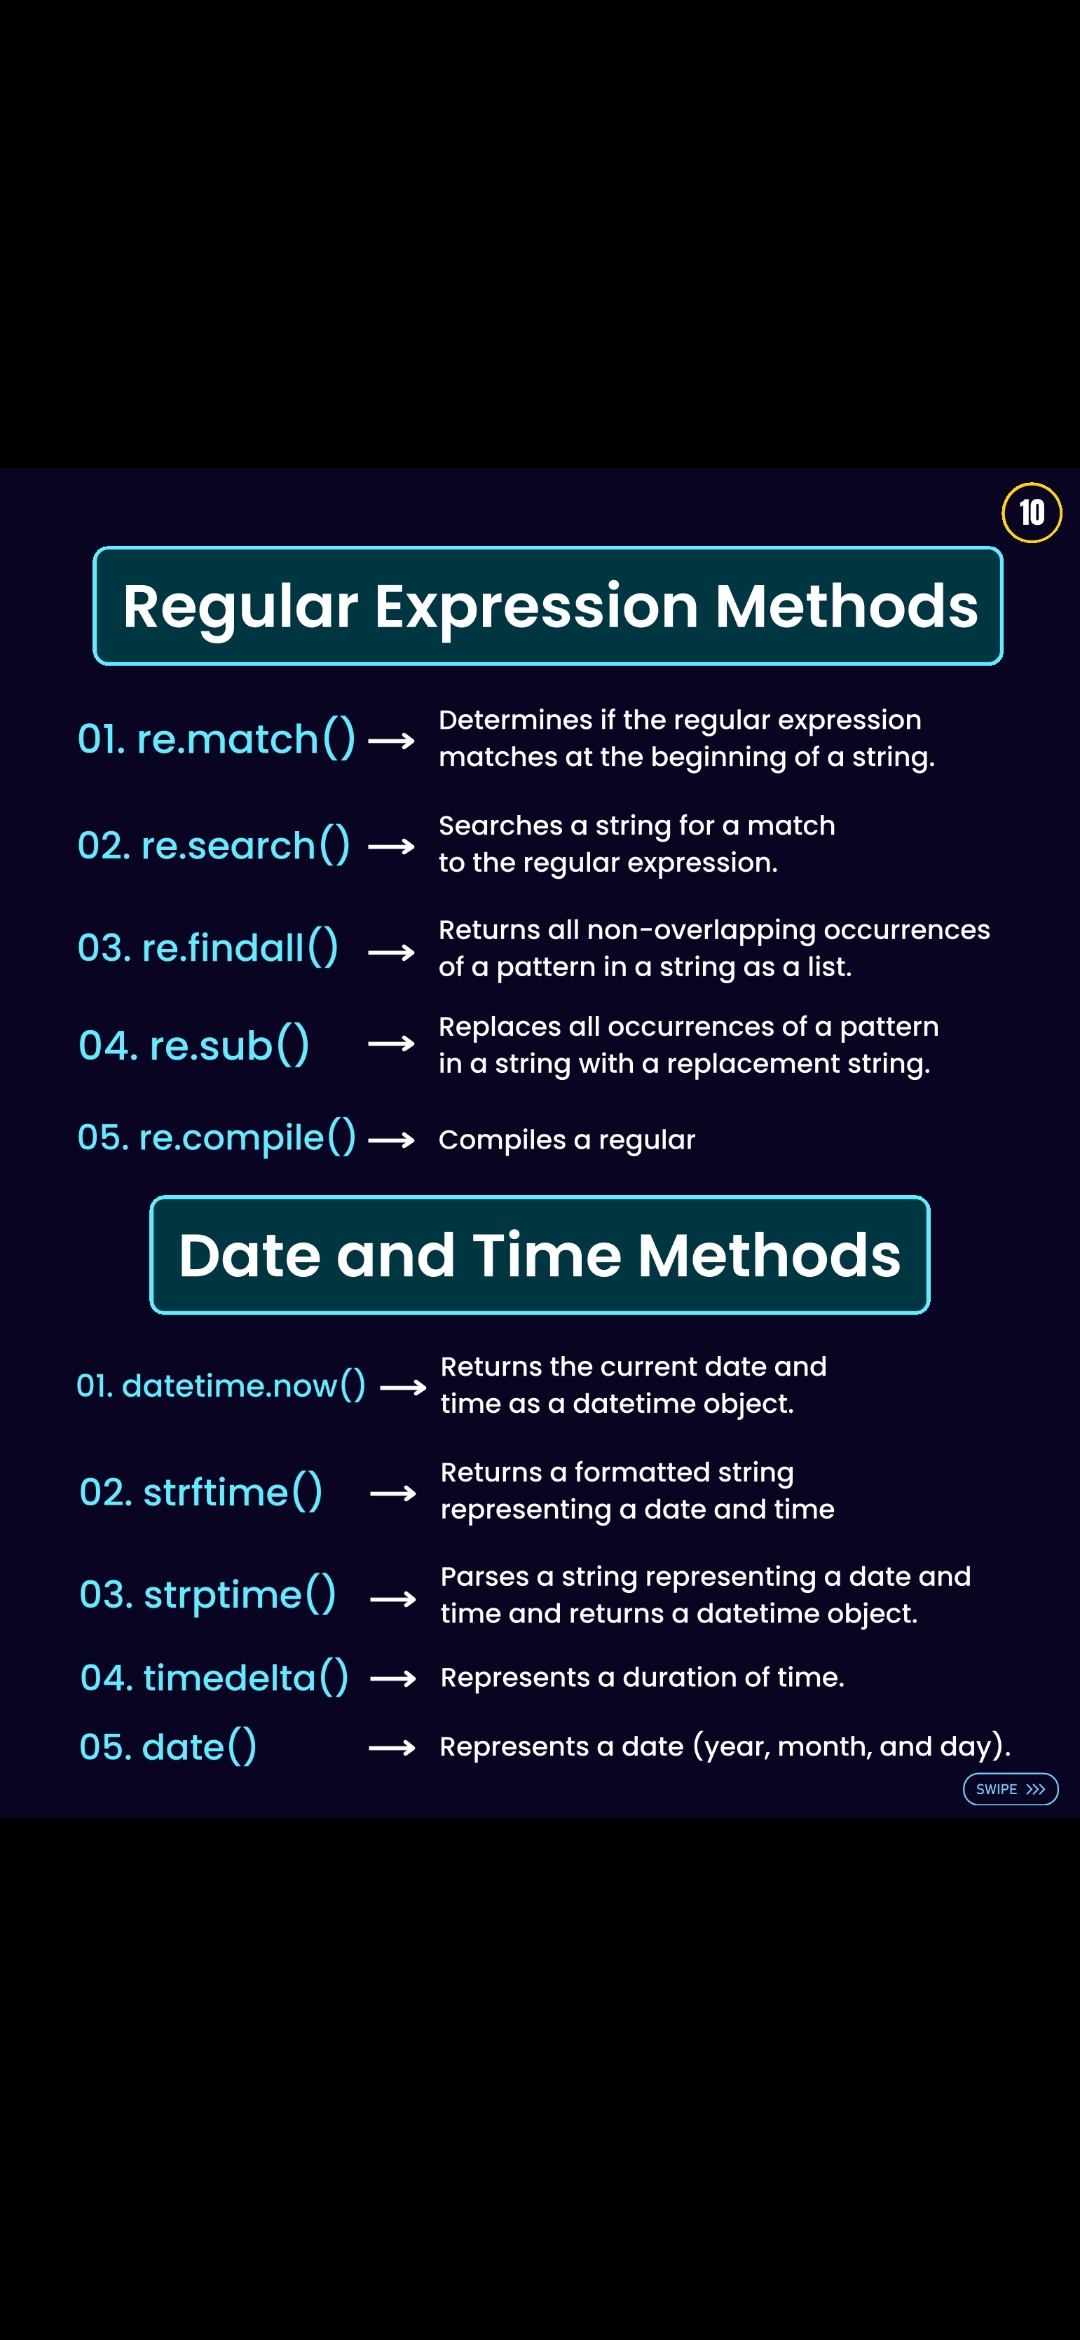 10
Regular Expression Methods
01. re.match() → Determines if the regular expression
matches at the beginning of a string.
02. re.search() → Searches a string for a match
to the regular expression.
03. re.findall() → Returns all non-overlapping occurrences
of a pattern in a string as a list.
04. re.sub() → Replaces all occurrences of a pattern
in a string with a replacement string.
05. re.compile() → Compiles a regular
Date and Time Methods
01. datetime.now() → Returns the current date and
time as a datetime object.
02. strftime() → Returns a formatted string
representing a date and time
03. strptime() → Parses a string representing a date and
time and returns a datetime object.
04. timedelta() → Represents a duration of time.
05. date() → Represents a date (year, month, and day).
SWIPE >>>